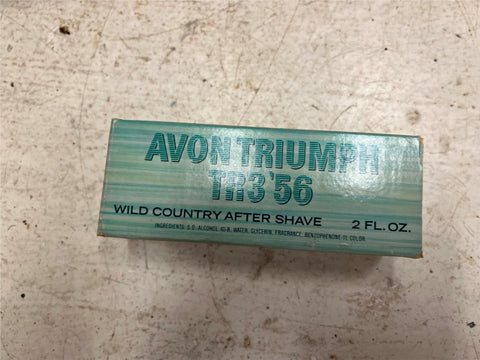 AVON TRIUMPH
TR3 '56
WILD COUNTRY AFTER SHAVE 2 FL. OZ.
INGREDIENTS: S.D. ALCOHOL 40-B, WATER, GLYCERIN, FRAGRANCE, BENZOPHENONE-11, COLOR